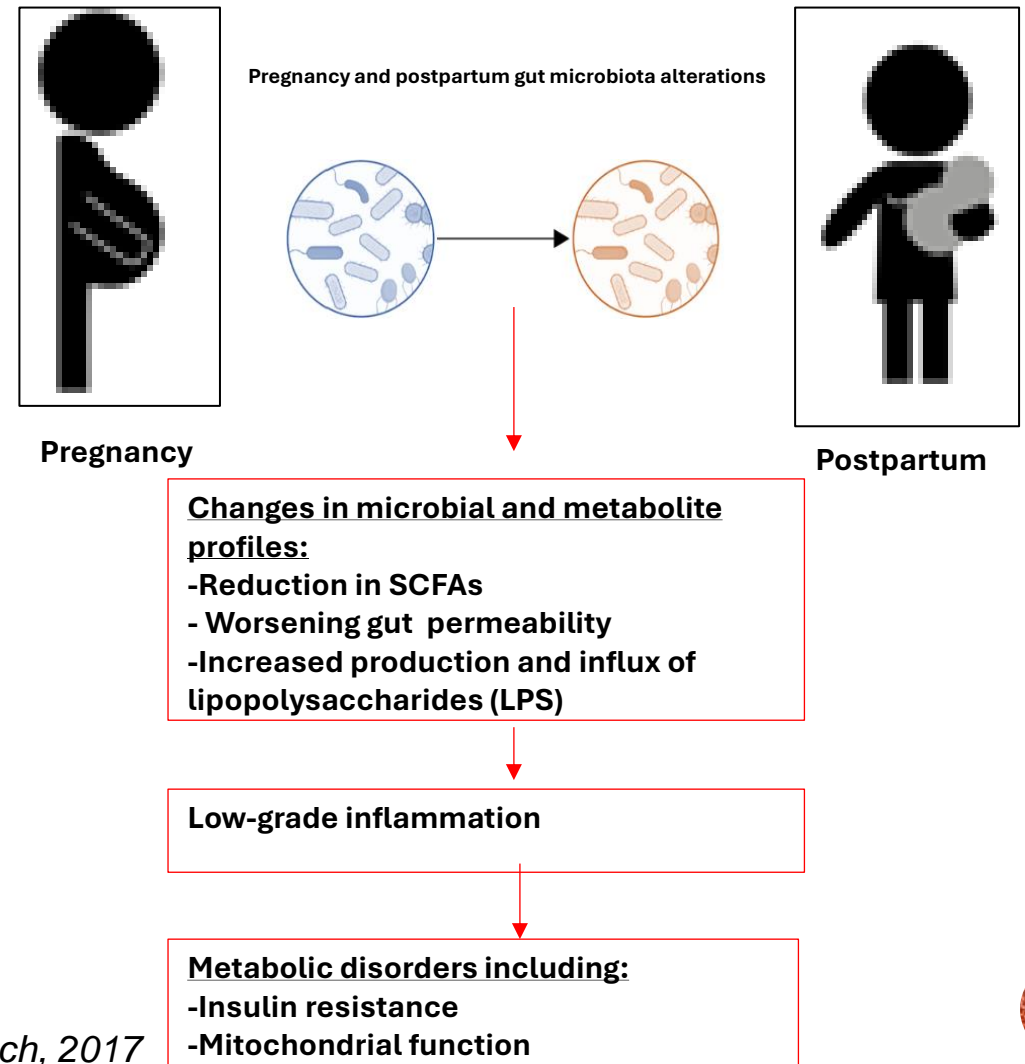 Pregnancy and postpartum gut microbiota alterations
Pregnancy
Postpartum
Changes in microbial and metabolite
profiles:
-Reduction in SCFAs
- Worsening gut permeability
-Increased production and influx of
lipopolysaccharides (LPS)
Low-grade inflammation
Metabolic disorders including:
-Insulin resistance
-Mitochondrial function
2017